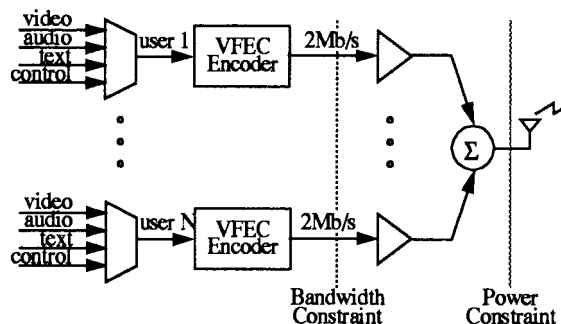 video
audio
text
control
user 1
VFEC
Encoder
2Mb/s
Σ
video
audio
text
control
user N
VFEC
Encoder
2Mb/s
Bandwidth
Constraint
Power
Constraint